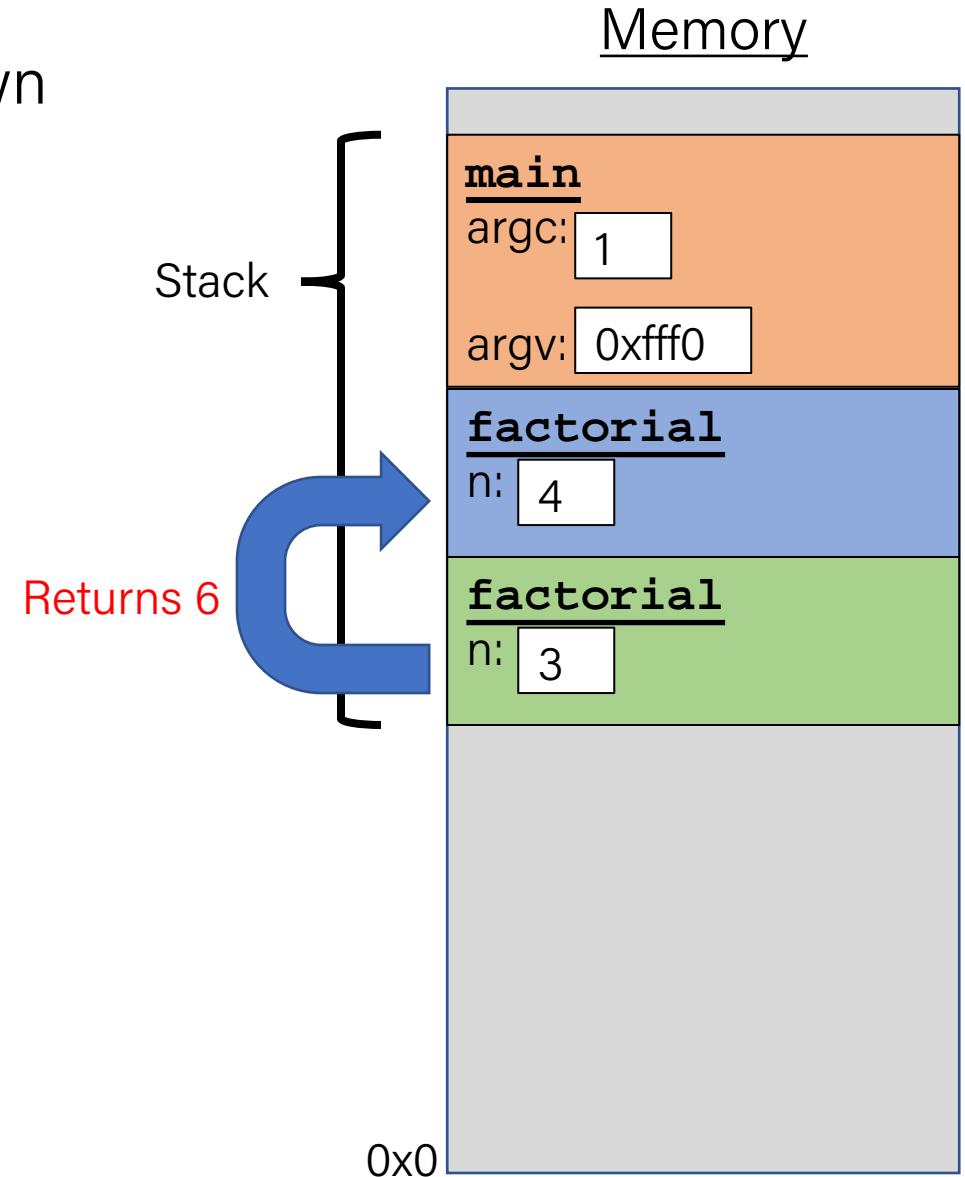 Memory
main
argc: 1
Stack
argv: 0xfff0
factorial
n: 4
Returns 6
factorial
n: 3
0x0